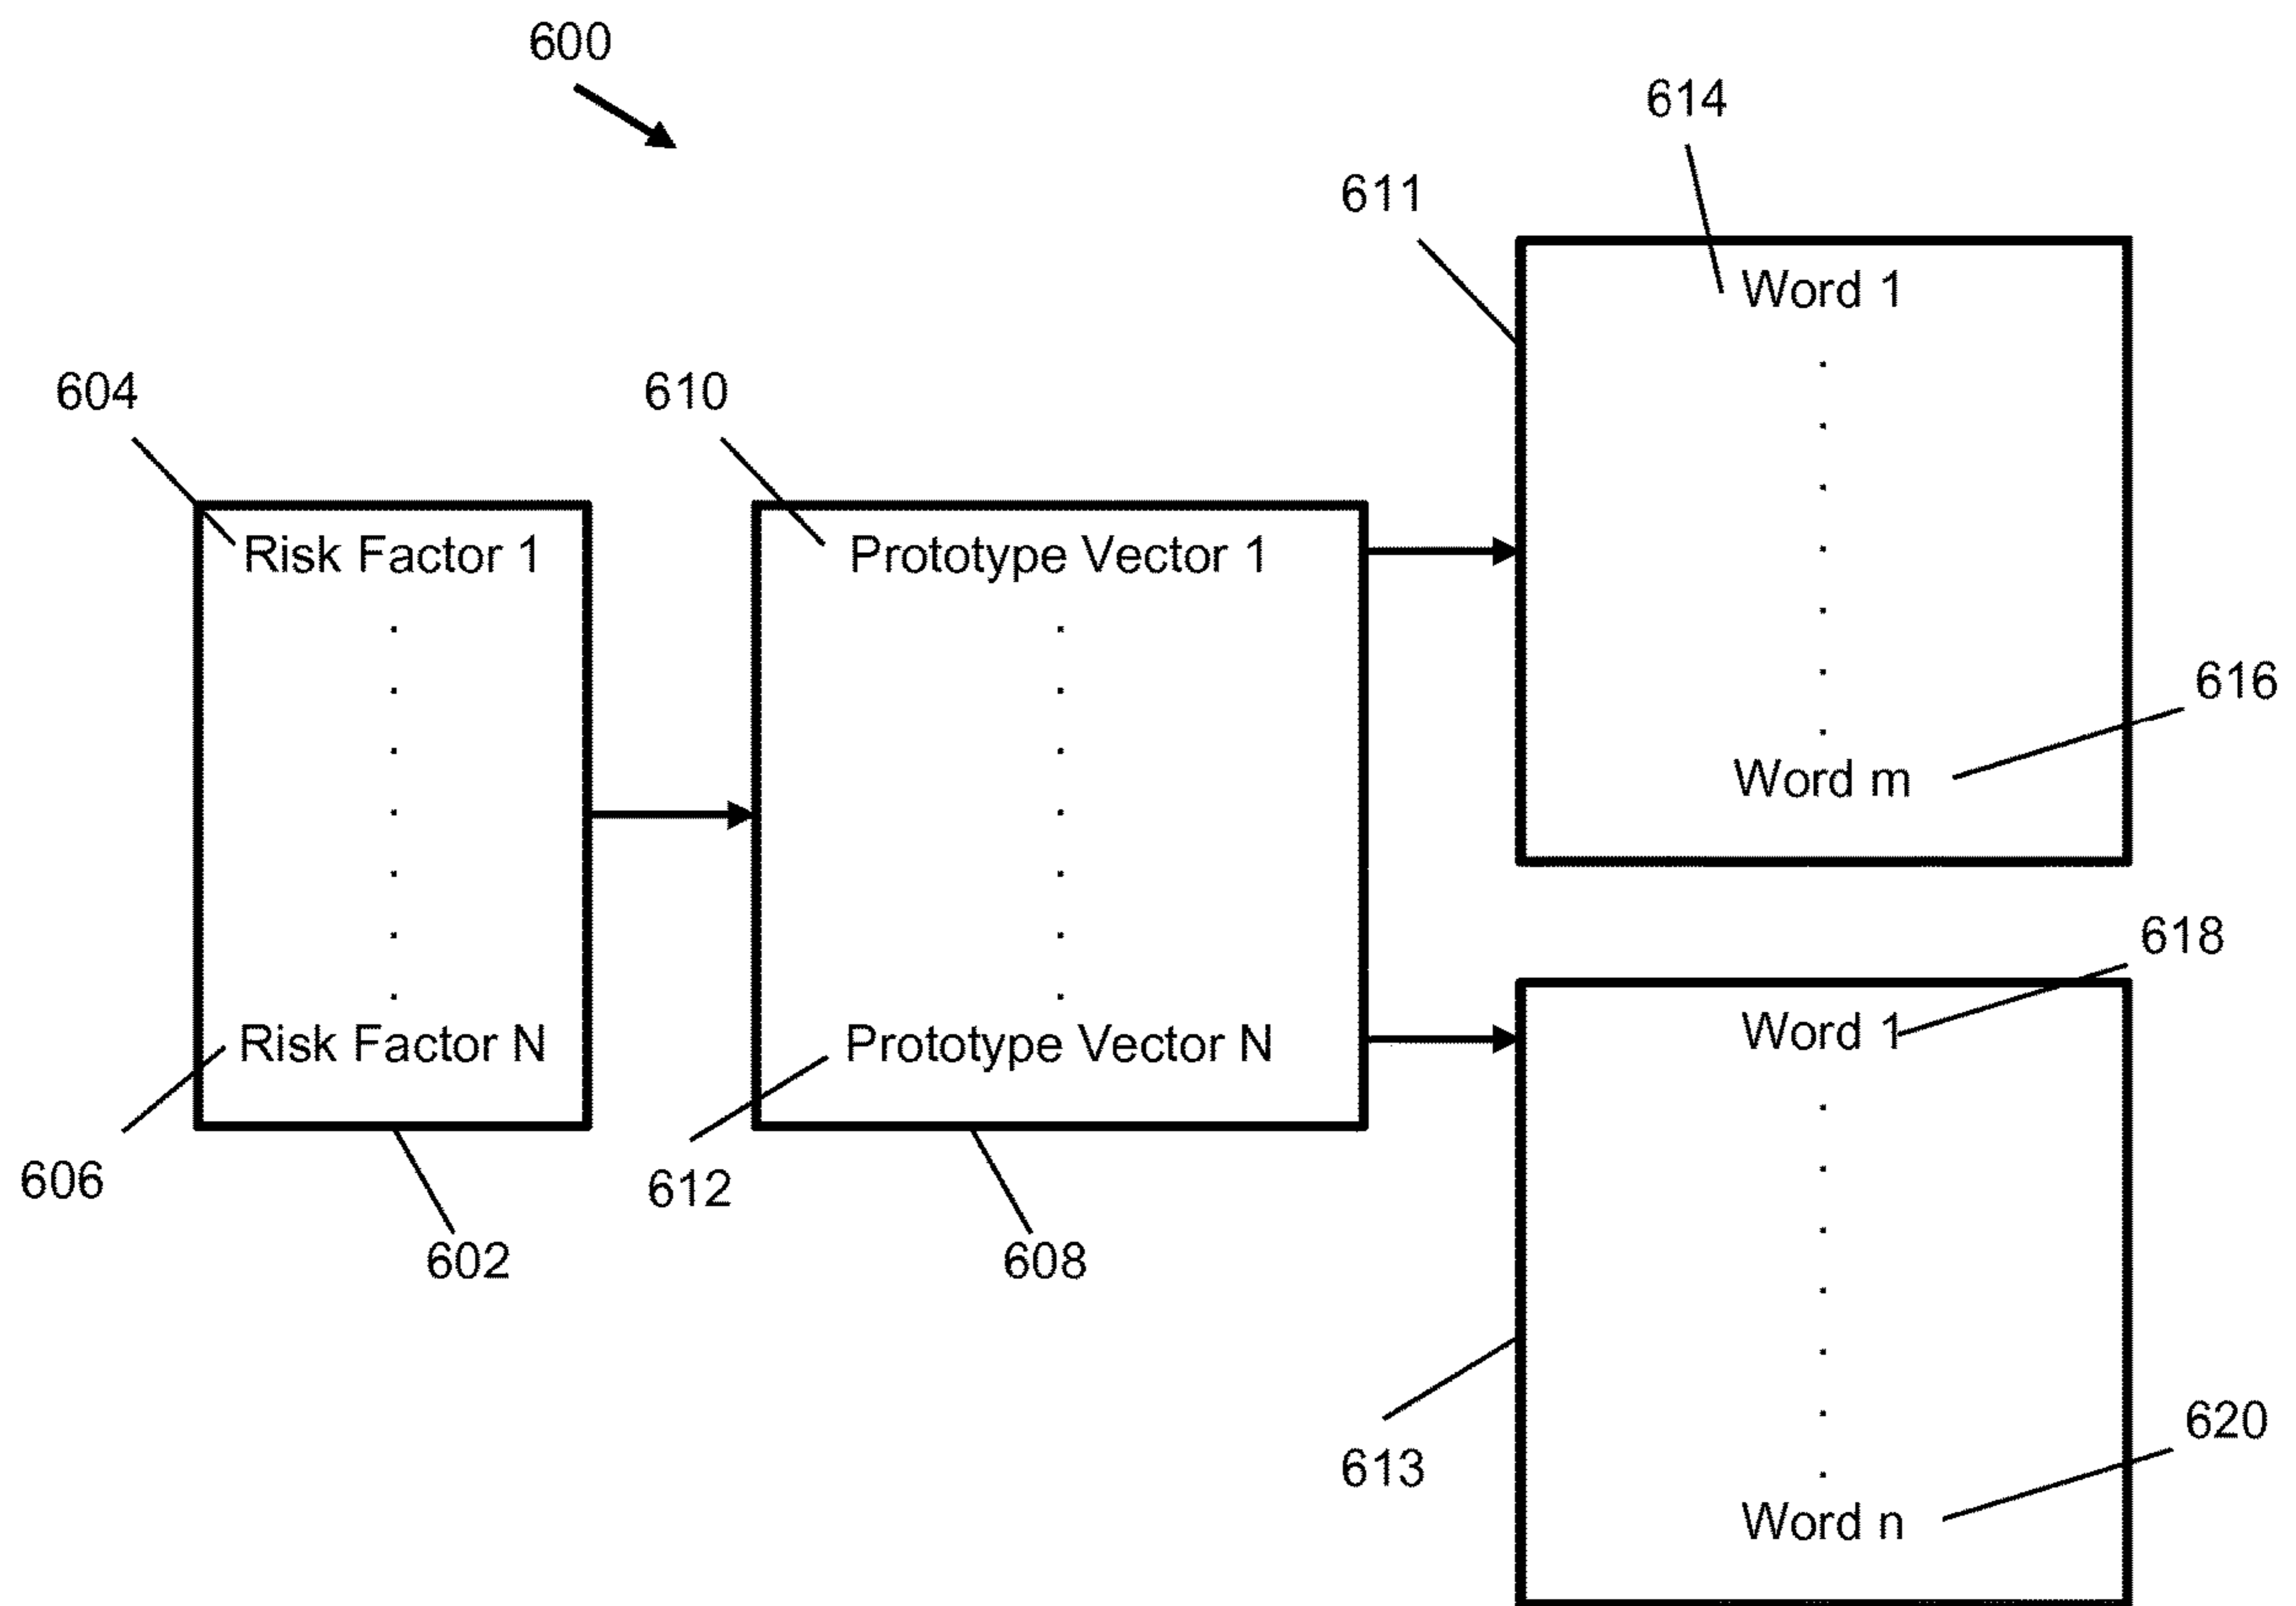 600
614
611
Word 1
604
610
Risk Factor 1
Prototype Vector 1
616
Word m
618
Word 1
Risk Factor N
Prototype Vector N
606
612
602
608
613
620
Word n